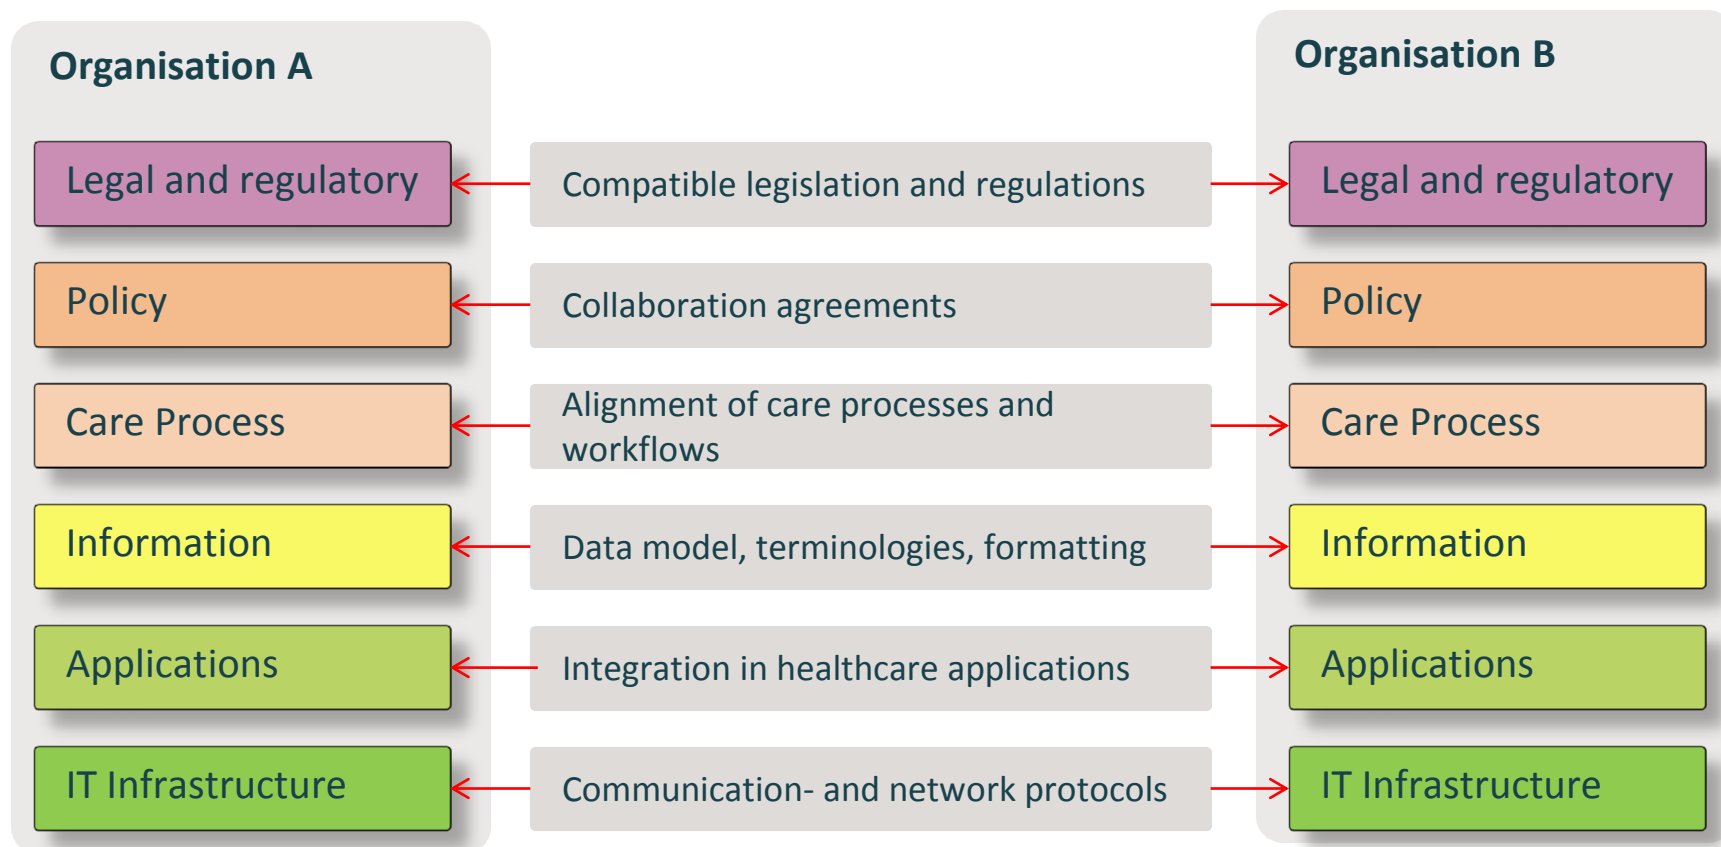 Organisation A
Organisation B
Legal and regulatory
Compatible legislation and regulations
Legal and regulatory
Policy
Collaboration agreements
Policy
Care Process
Alignment of care processes and
workflows
Care Process
Information
Data model, terminologies, formatting
Information
Applications
Integration in healthcare applications
Applications
IT Infrastructure
Communication- and network protocols
IT Infrastructure